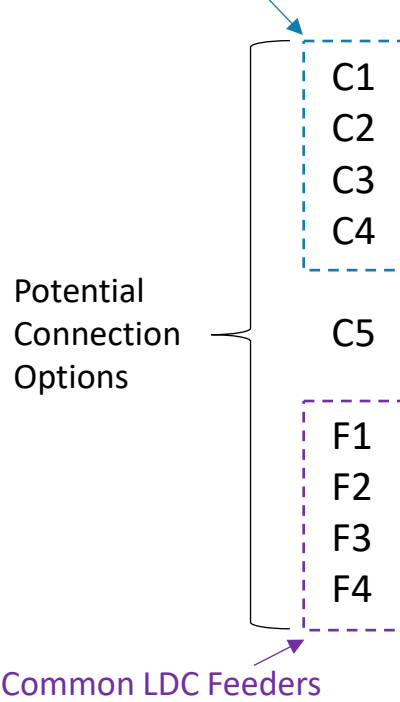 C1
C2
C3
C4
Potential
Connection
Options
C5
F1
F2
F3
F4
Common LDC Feeders